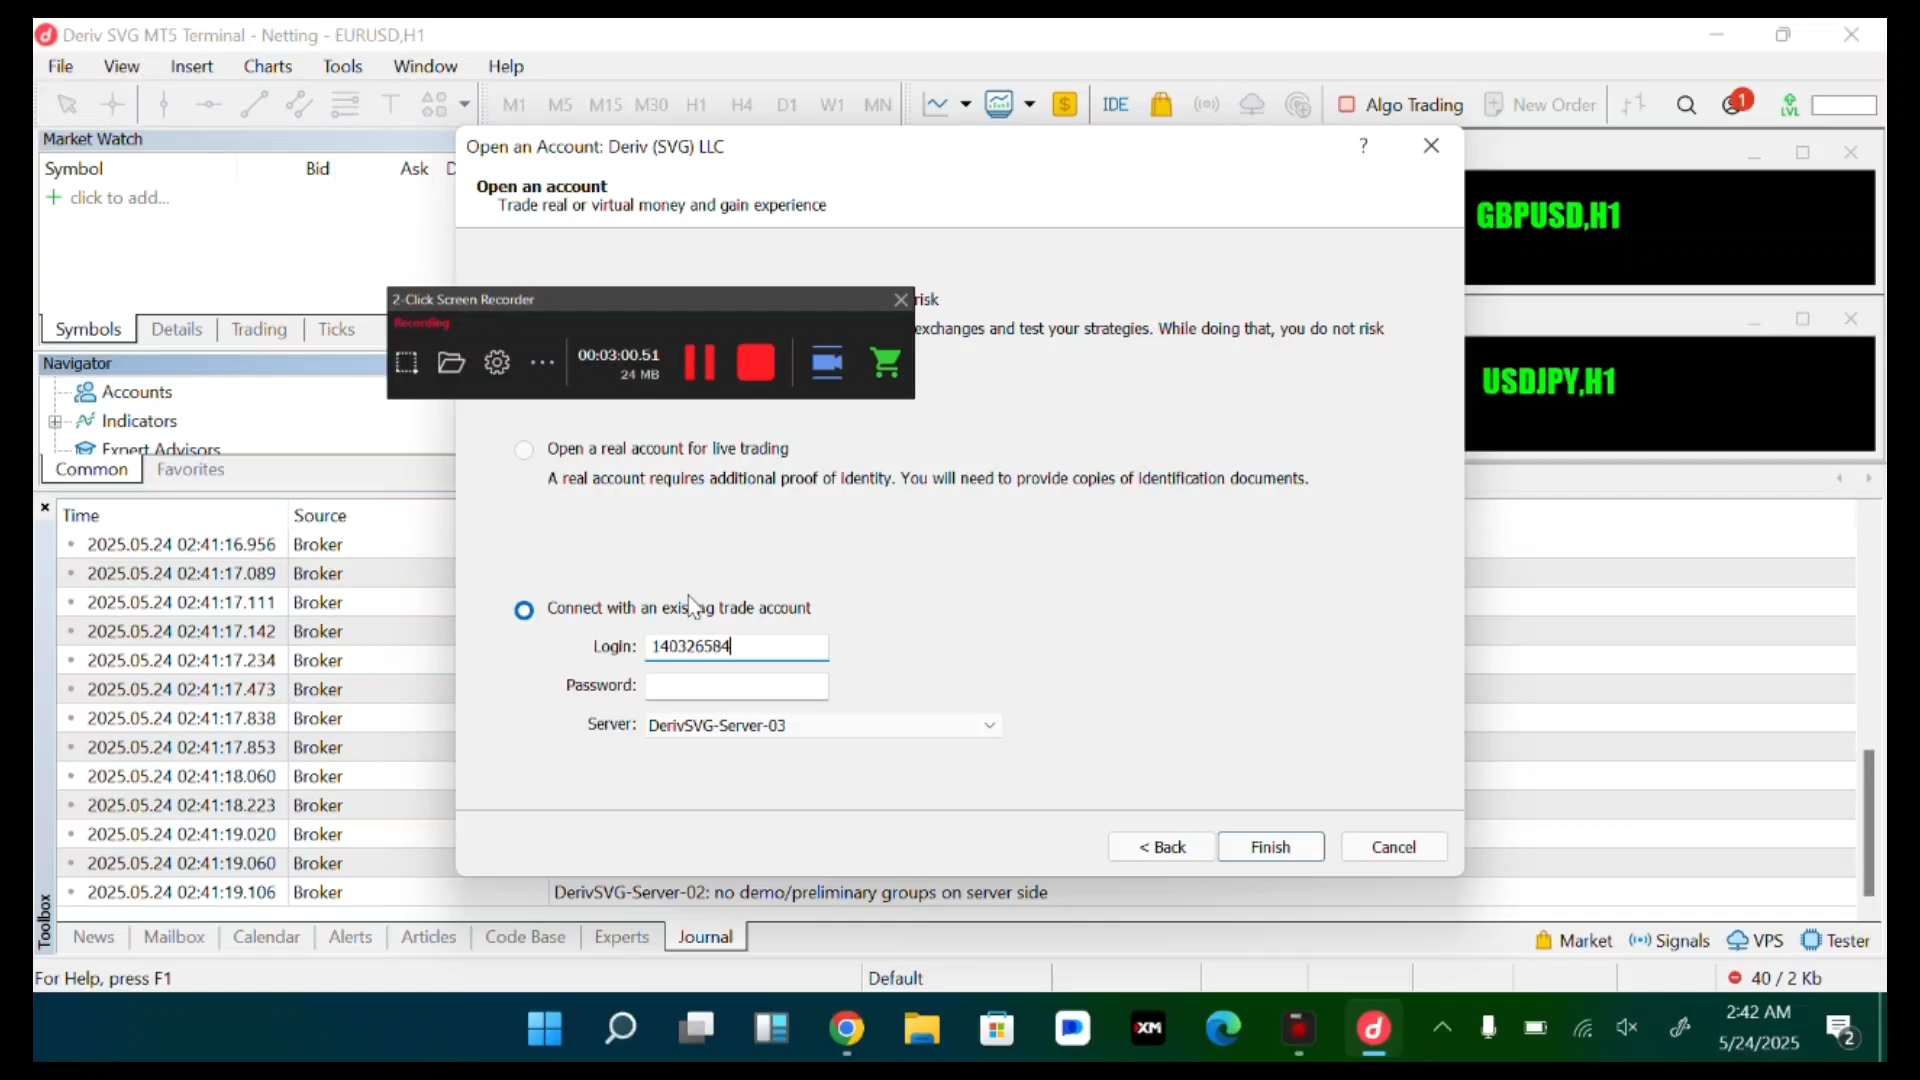 Deriv SVG MT5 Terminal - Netting - EURUSD,H1
File View Insert Charts Tools Window Help
M1 M5 M15 M30 H1 H4 D1 W1 MN IDE Algo Trading New Order 1 LVL
Market Watch
Symbol Bid Ask D
click to add...
Symbols Details Trading Ticks
Navigator
Accounts
Indicators
Expert Advisors
Common Favorites
Open an Account: Deriv (SVG) LLC
Open an account
Trade real or virtual money and gain experience
2-Click Screen Recorder
Recording
00:03:00.51
24 MB
risk
exchanges and test your strategies. While doing that, you do not risk
Open a real account for live trading
A real account requires additional proof of identity. You will need to provide copies of identification documents.
Connect with an existing trade account
Login: 140326584
Password:
Server: DerivSVG-Server-03
< Back Finish Cancel
GBPUSD,H1
USDJPY,H1
Time Source
2025.05.24 02:41:16.956 Broker
2025.05.24 02:41:17.089 Broker
2025.05.24 02:41:17.111 Broker
2025.05.24 02:41:17.142 Broker
2025.05.24 02:41:17.234 Broker
2025.05.24 02:41:17.473 Broker
2025.05.24 02:41:17.838 Broker
2025.05.24 02:41:17.853 Broker
2025.05.24 02:41:18.060 Broker
2025.05.24 02:41:18.223 Broker
2025.05.24 02:41:19.020 Broker
2025.05.24 02:41:19.060 Broker
2025.05.24 02:41:19.106 Broker DerivSVG-Server-02: no demo/preliminary groups on server side
Toolbox
News Mailbox Calendar Alerts Articles Code Base Experts Journal Market Signals VPS Tester
For Help, press F1 Default 40 / 2 Kb
XM
2:42 AM
5/24/2025
2